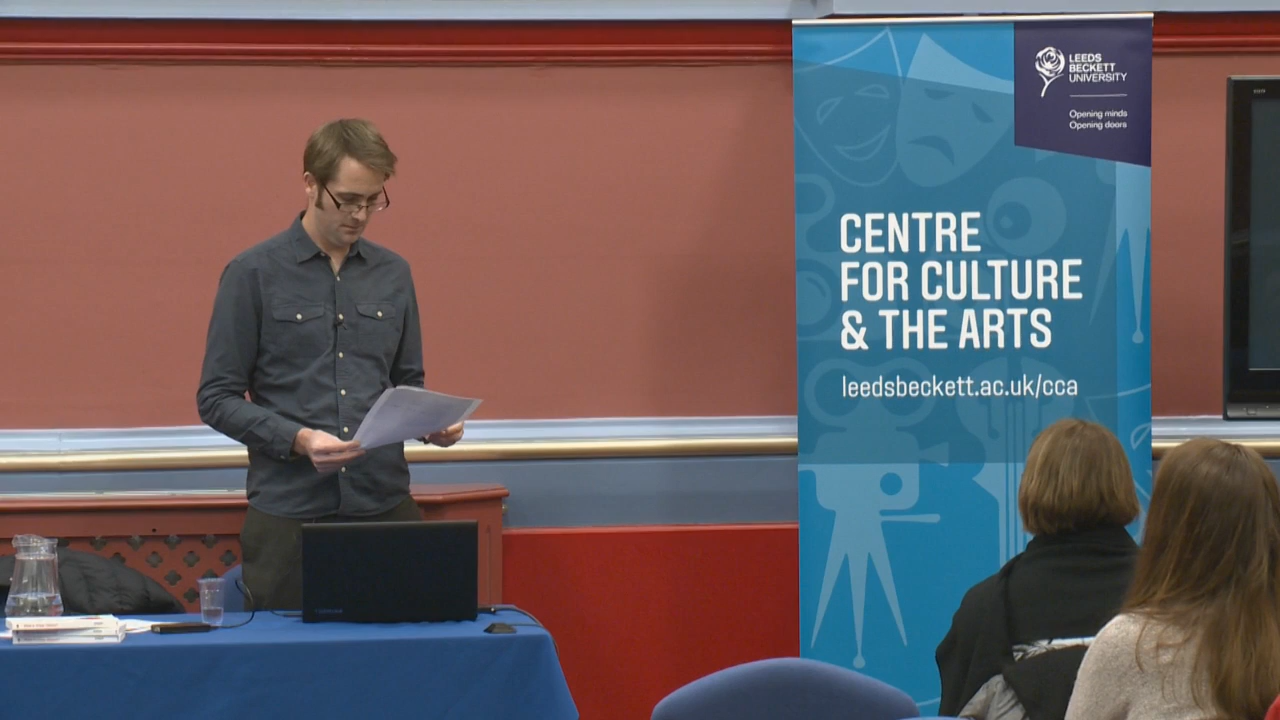 LEEDS
BECKETT
UNIVERSITY
Opening minds
Opening doors
CENTRE
FOR CULTURE
& THE ARTS
leedsbeckett.ac.uk/cca